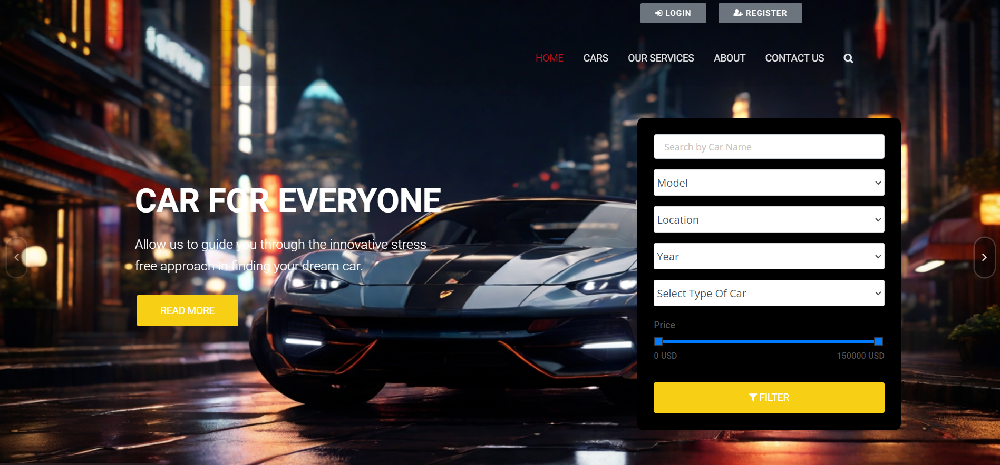 LOGIN
REGISTER
HOME
CARS
OUR SERVICES
ABOUT
CONTACT US
CAR FOR EVERYONE
Allow us to guide you through the innovative stress
free approach in finding your dream car.
READ MORE
Search by Car Name
Model
Location
Year
Select Type Of Car
Price
0 USD
150000 USD
FILTER